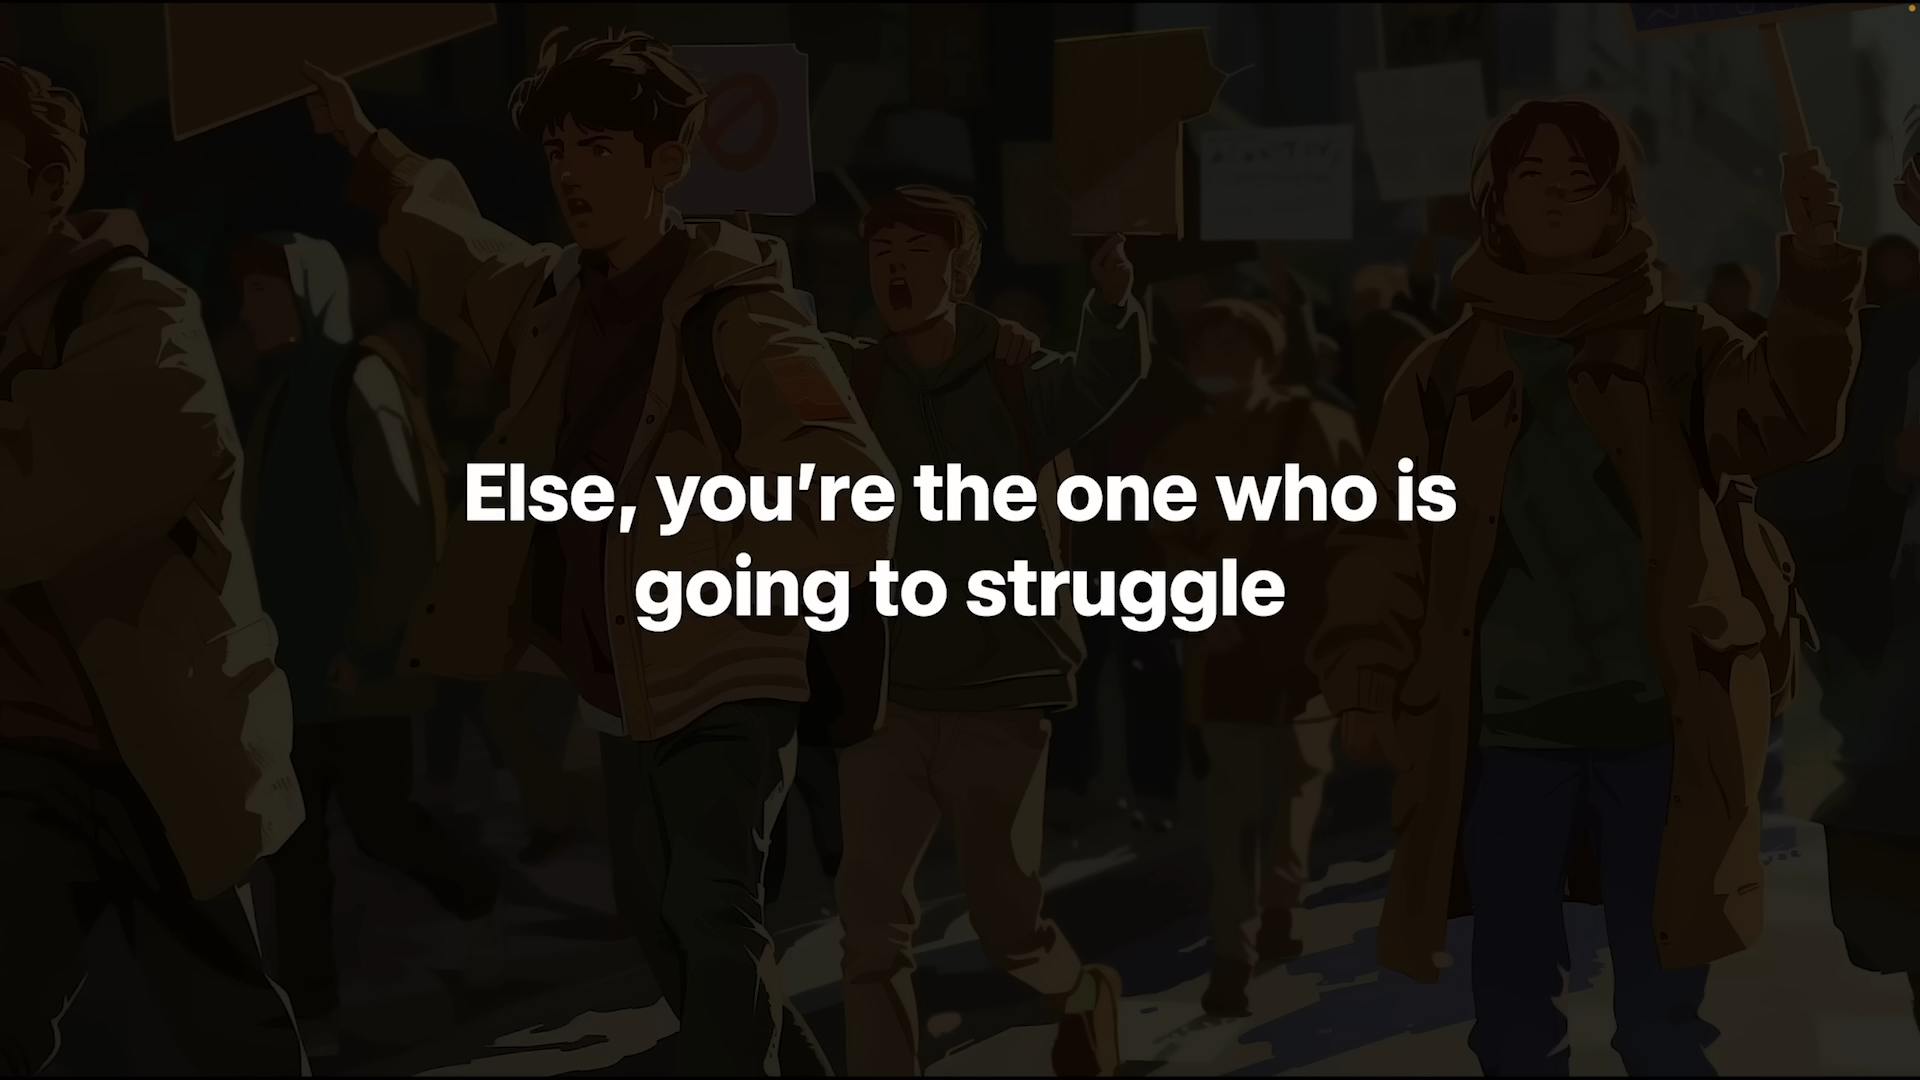 Else, you’re the one who is
going to struggle